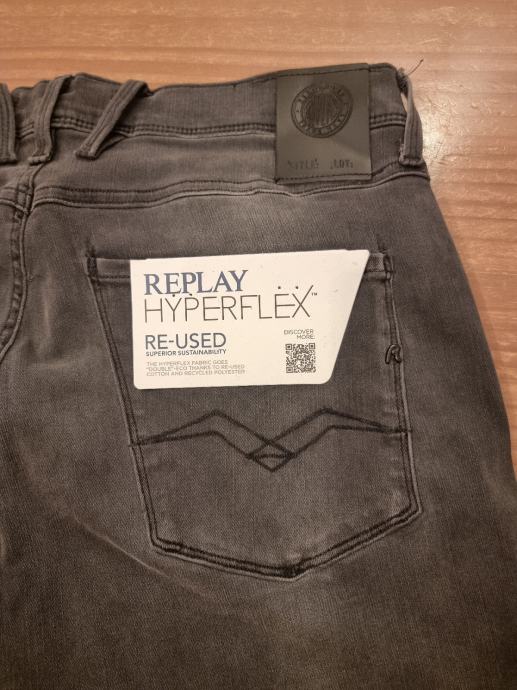 REPLAY
HYPERFLEX™
RE-USED
SUPERIOR SUSTAINABILITY
THE HYPERFLEX FABRIC GOES
"DOUBLE"-ECO THANKS TO RE-USED
COTTON AND RECYCLED POLYESTER
DISCOVER
MORE:
R